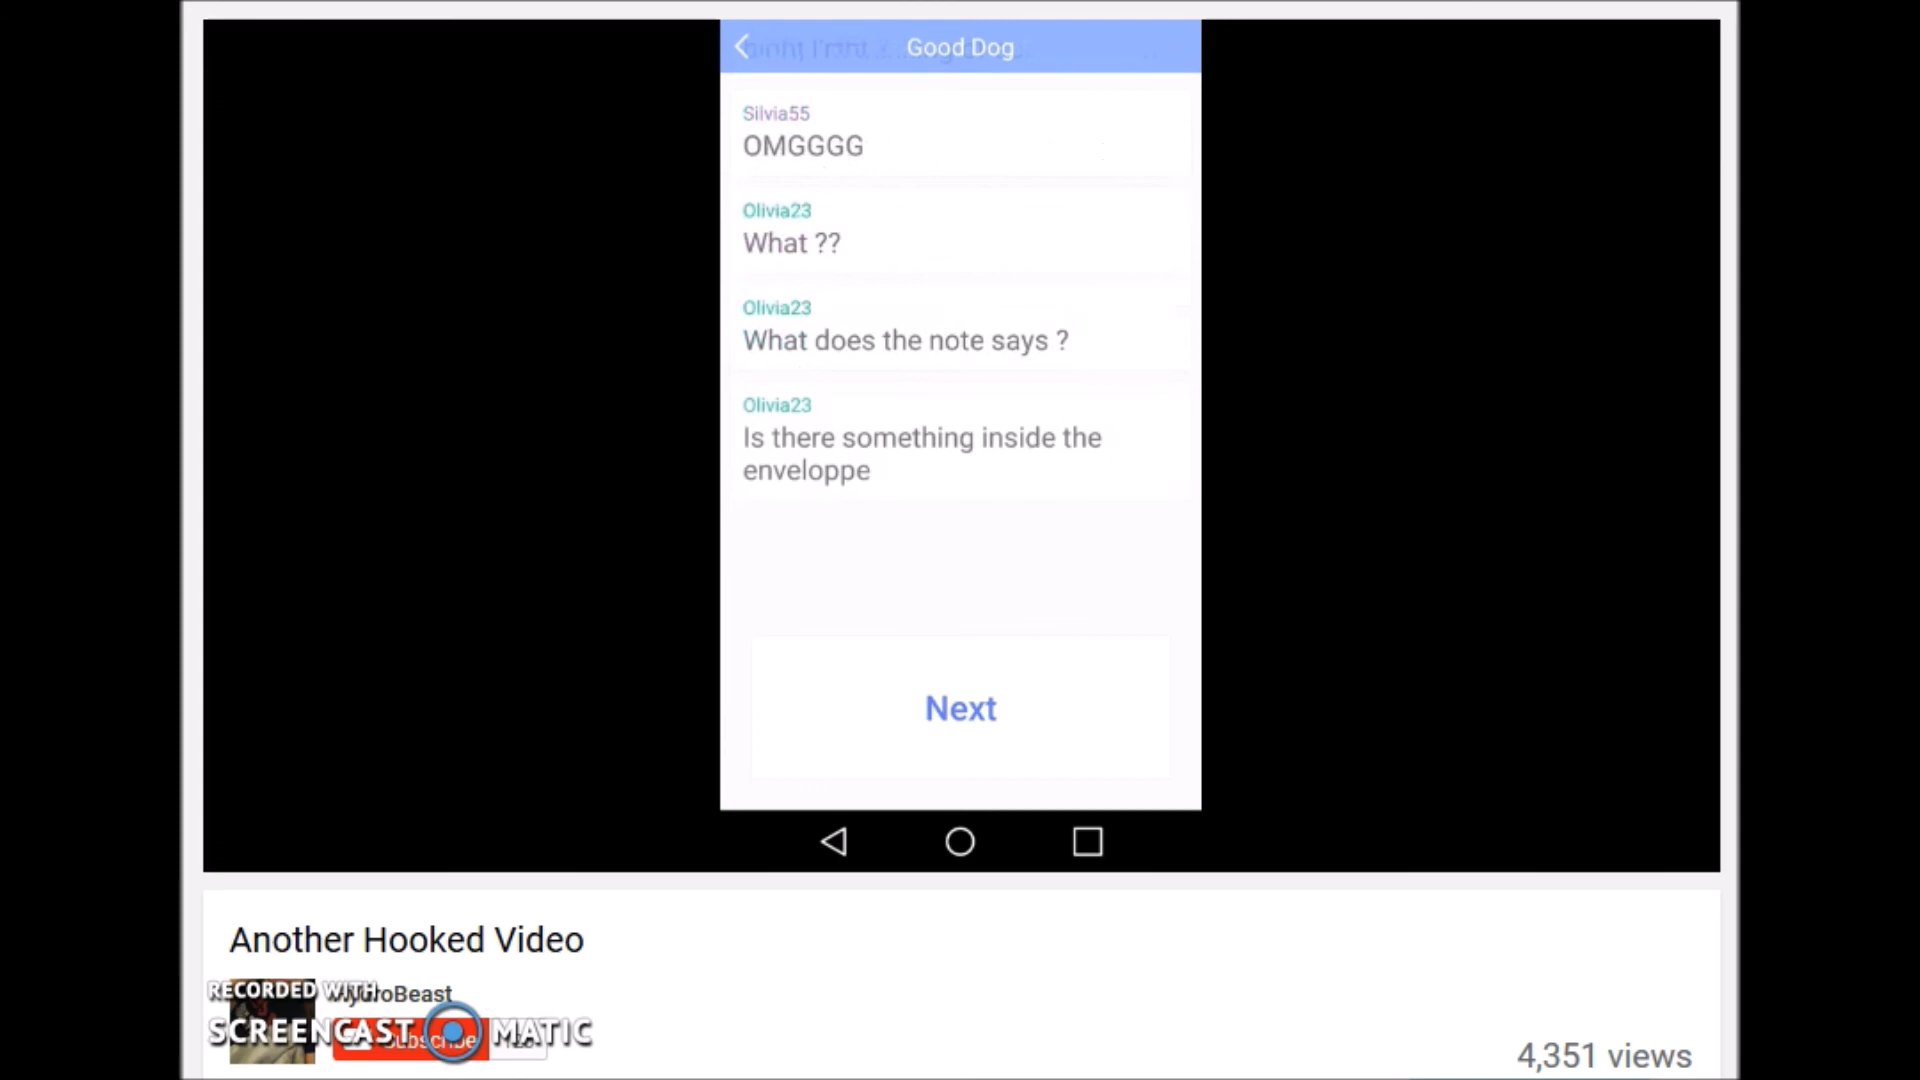 Good Dog
Silvia55
OMGGGG
Olivia23
What ??
Olivia23
What does the note says ?
Olivia23
Is there something inside the
enveloppe
Next
Another Hooked Video
RECORDED WITH
SCREENCAST MATIC
Subscribe
4,351 views